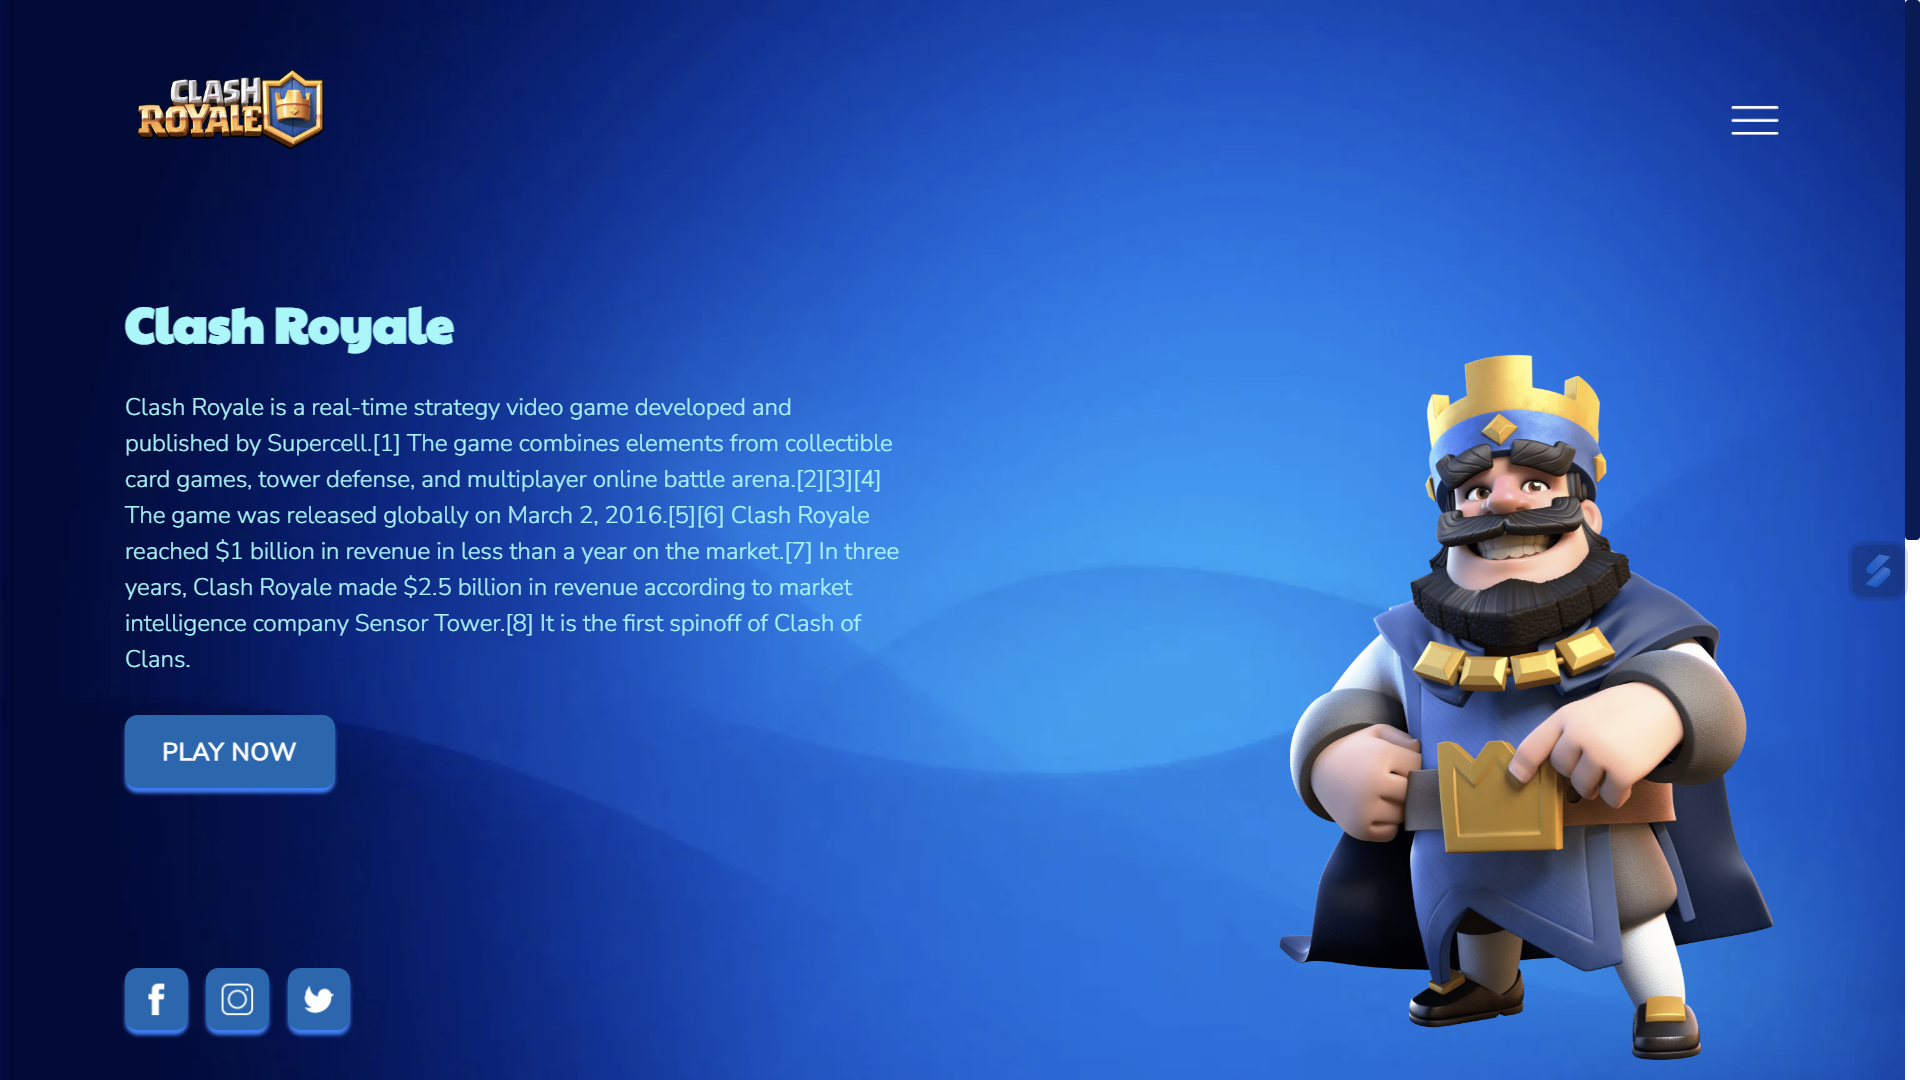 CLASH
ROYALE
Clash Royale
Clash Royale is a real-time strategy video game developed and
published by Supercell.[1] The game combines elements from collectible
card games, tower defense, and multiplayer online battle arena.[2][3][4]
The game was released globally on March 2, 2016.[5][6] Clash Royale
reached $1 billion in revenue in less than a year on the market.[7] In three
years, Clash Royale made $2.5 billion in revenue according to market
intelligence company Sensor Tower.[8] It is the first spinoff of Clash of
Clans.
PLAY NOW